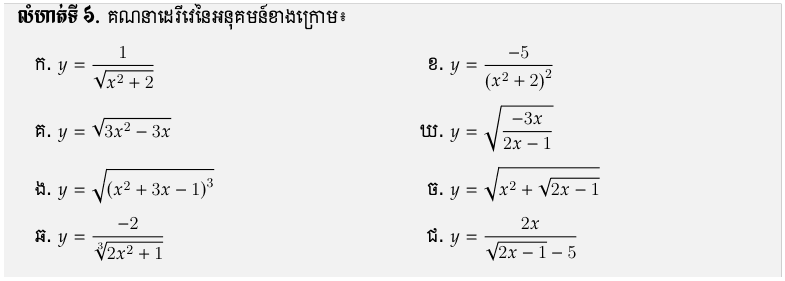 លំហាត់ទី ៦. គណនាដេរីវេនៃអនុគមន៍ខាងក្រោម៖
ក. y = 1/√(x² + 2) ខ. y = −5/(x² + 2)²
គ. y = √(3x² − 3x) ឃ. y = √(−3x/(2x − 1))
ង. y = √((x² + 3x − 1)³) ច. y = √(x² + √(2x − 1))
ឆ. y = −2/∛(2x² + 1) ជ. y = 2x/(√(2x − 1) − 5)